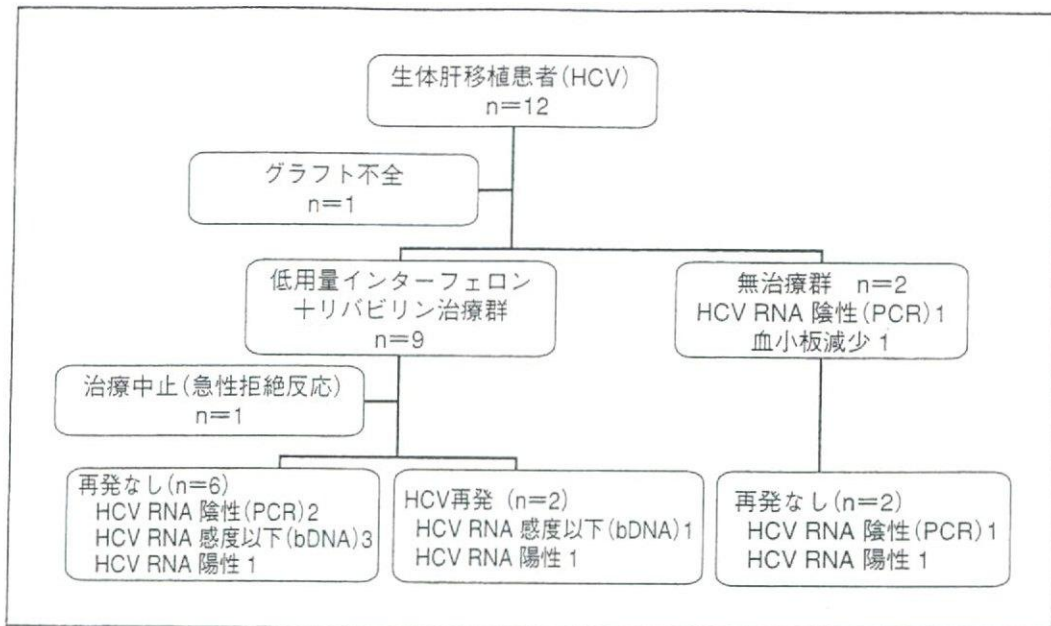 生体肝移植患者(HCV)
n=12
グラフト不全
n=1
低用量インターフェロン
+リバビリン治療群
n=9
無治療群 n=2
HCV RNA 陰性(PCR)1
血小板減少 1
治療中止(急性拒絶反応)
n=1
再発なし(n=6)
HCV RNA 陰性(PCR)2
HCV RNA 感度以下(bDNA)3
HCV RNA 陽性 1
HCV再発 (n=2)
HCV RNA 感度以下(bDNA)1
HCV RNA 陽性 1
再発なし(n=2)
HCV RNA 陰性(PCR)1
HCV RNA 陽性 1